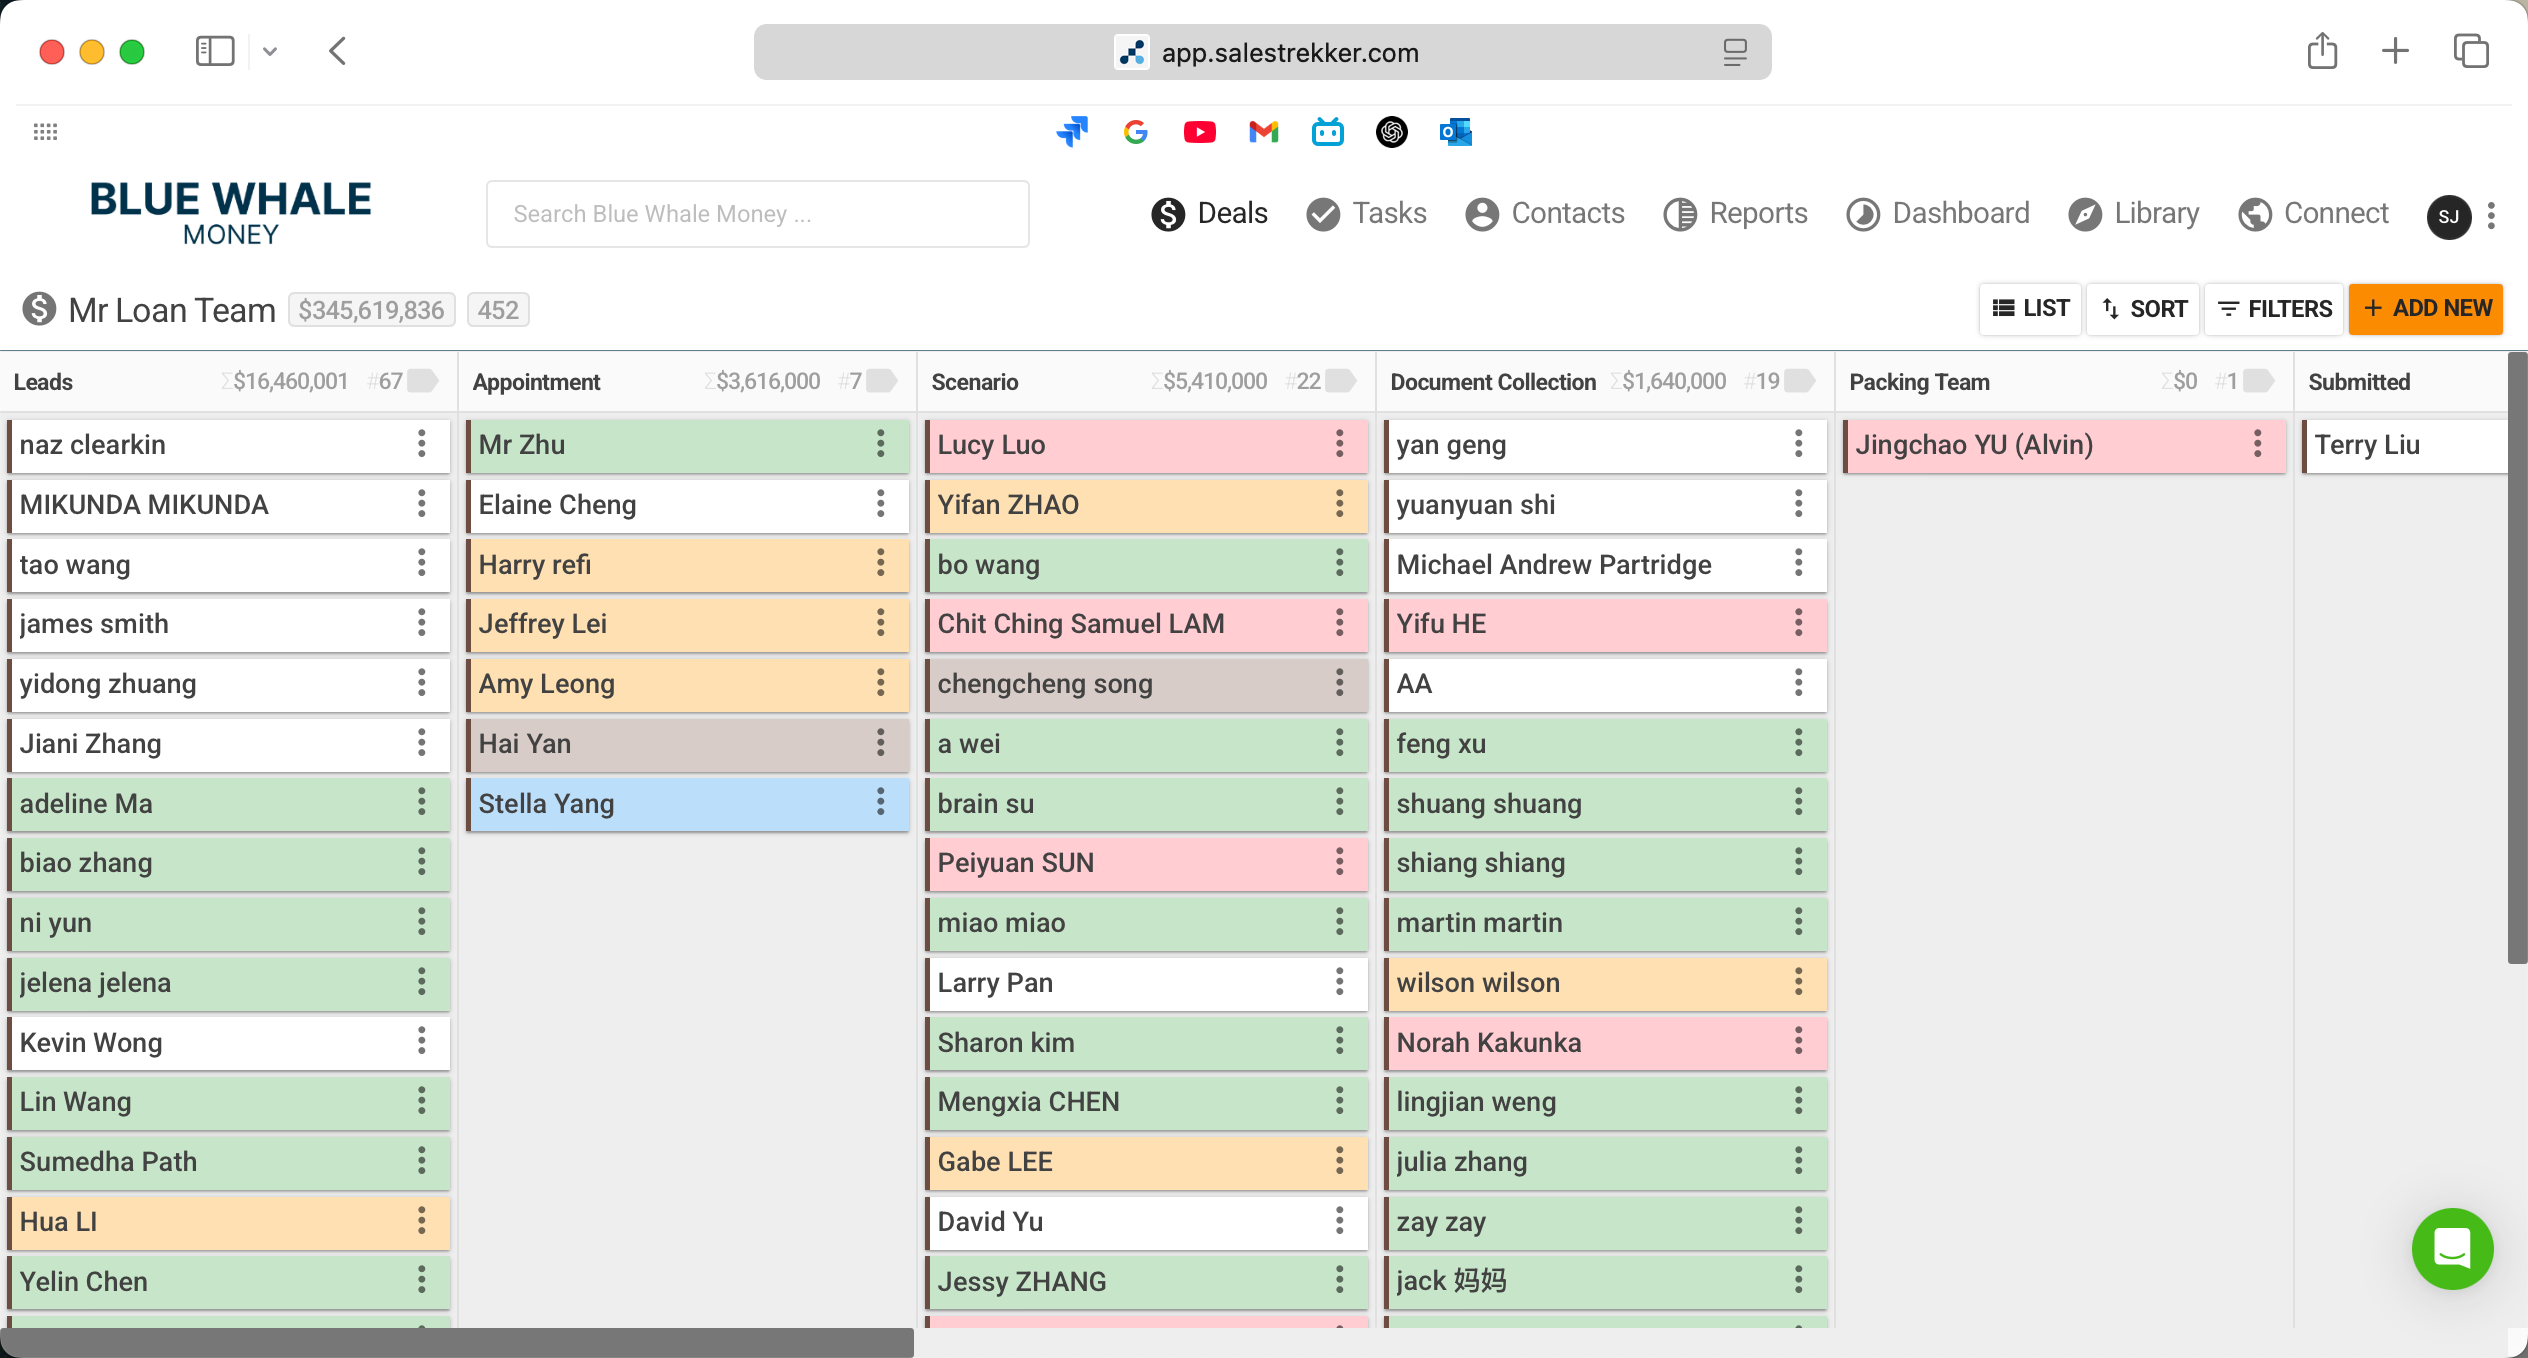 app.salestrekker.com
BLUE WHALE
MONEY
Search Blue Whale Money ...
Deals
Tasks
Contacts
Reports
Dashboard
Library
Connect
SJ
Mr Loan Team
$345,619,836
452
LIST
SORT
FILTERS
+ ADD NEW
Leads Σ$16,460,001 #67
naz clearkin
MIKUNDA MIKUNDA
tao wang
james smith
yidong zhuang
Jiani Zhang
adeline Ma
biao zhang
ni yun
jelena jelena
Kevin Wong
Lin Wang
Sumedha Path
Hua LI
Yelin Chen
Appointment Σ$3,616,000 #7
Mr Zhu
Elaine Cheng
Harry refi
Jeffrey Lei
Amy Leong
Hai Yan
Stella Yang
Scenario Σ$5,410,000 #22
Lucy Luo
Yifan ZHAO
bo wang
Chit Ching Samuel LAM
chengcheng song
a wei
brain su
Peiyuan SUN
miao miao
Larry Pan
Sharon kim
Mengxia CHEN
Gabe LEE
David Yu
Jessy ZHANG
Document Collection Σ$1,640,000 #19
yan geng
yuanyuan shi
Michael Andrew Partridge
Yifu HE
AA
feng xu
shuang shuang
shiang shiang
martin martin
wilson wilson
Norah Kakunka
lingjian weng
julia zhang
zay zay
jack 妈妈
Packing Team Σ$0 #1
Jingchao YU (Alvin)
Submitted
Terry Liu